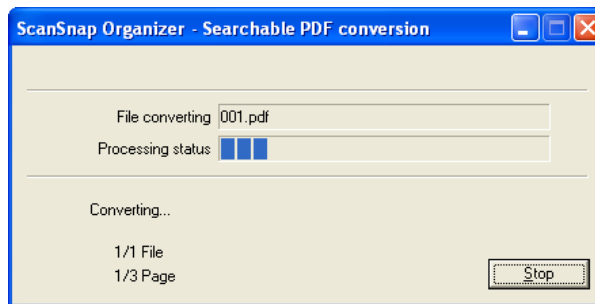 ScanSnap Organizer - Searchable PDF conversion
File converting 001.pdf
Processing status
Converting...
1/1 File
1/3 Page
Stop